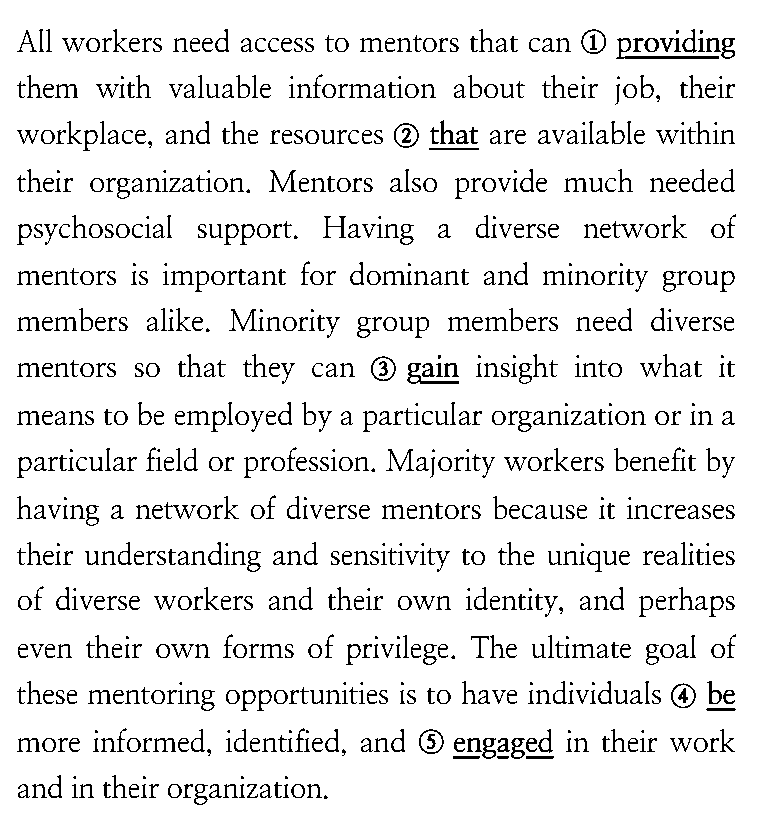 All workers need access to mentors that can ① providing
them with valuable information about their job, their
workplace, and the resources ② that are available within
their organization. Mentors also provide much needed
psychosocial support. Having a diverse network of
mentors is important for dominant and minority group
members alike. Minority group members need diverse
mentors so that they can ③ gain insight into what it
means to be employed by a particular organization or in a
particular field or profession. Majority workers benefit by
having a network of diverse mentors because it increases
their understanding and sensitivity to the unique realities
of diverse workers and their own identity, and perhaps
even their own forms of privilege. The ultimate goal of
these mentoring opportunities is to have individuals ④ be
more informed, identified, and ⑤ engaged in their work
and in their organization.